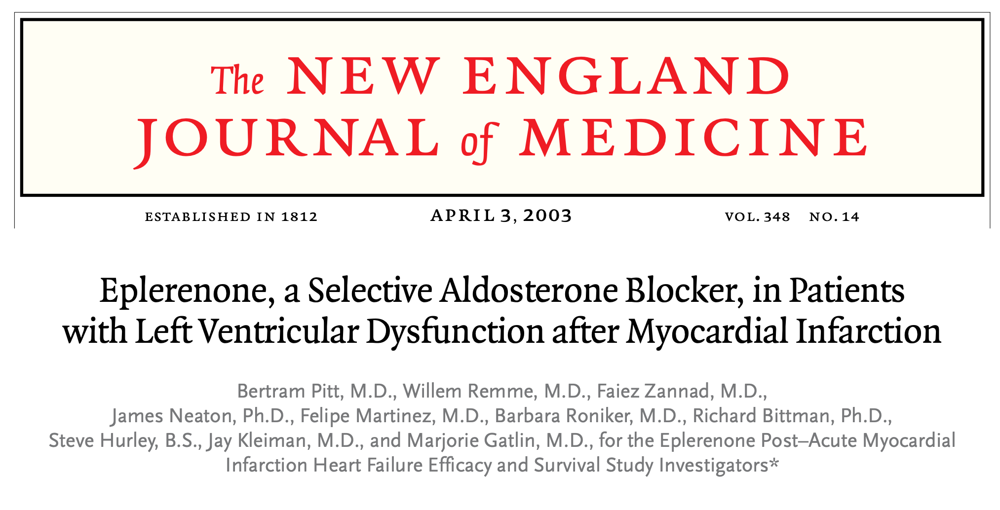 The NEW ENGLAND
JOURNAL of MEDICINE
ESTABLISHED IN 1812 APRIL 3, 2003 VOL. 348 NO. 14
Eplerenone, a Selective Aldosterone Blocker, in Patients
with Left Ventricular Dysfunction after Myocardial Infarction
Bertram Pitt, M.D., Willem Remme, M.D., Faiez Zannad, M.D.,
James Neaton, Ph.D., Felipe Martinez, M.D., Barbara Roniker, M.D., Richard Bittman, Ph.D.,
Steve Hurley, B.S., Jay Kleiman, M.D., and Marjorie Gatlin, M.D., for the Eplerenone Post–Acute Myocardial
Infarction Heart Failure Efficacy and Survival Study Investigators*